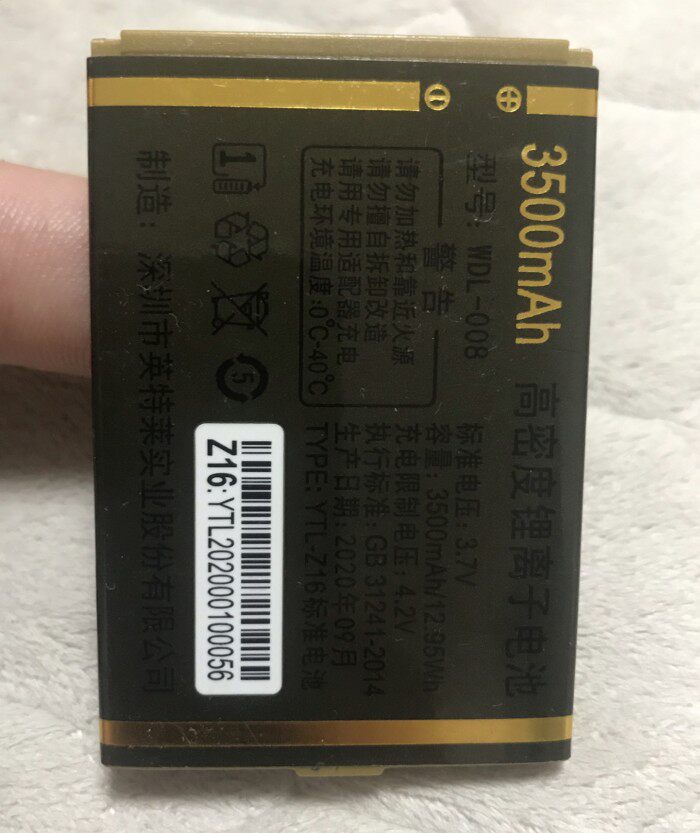 3500mAh 高密度锂离子电池
型号: WDL-008
警告
请勿加热和靠近火源
请勿擅自拆卸改造
请用专用适配器充电
充电环境温度:0℃-40℃
标准电压: 3.7V
容量: 3500mAh/12.95Wh
充电限制电压: 4.2V
执行标准: GB 31241-2014
生产日期: 2020年09月
TYPE: YTL-Z16标准电池
1
5
Z16:YTL202000100056
制造: 深圳市英特莱实业股份有限公司